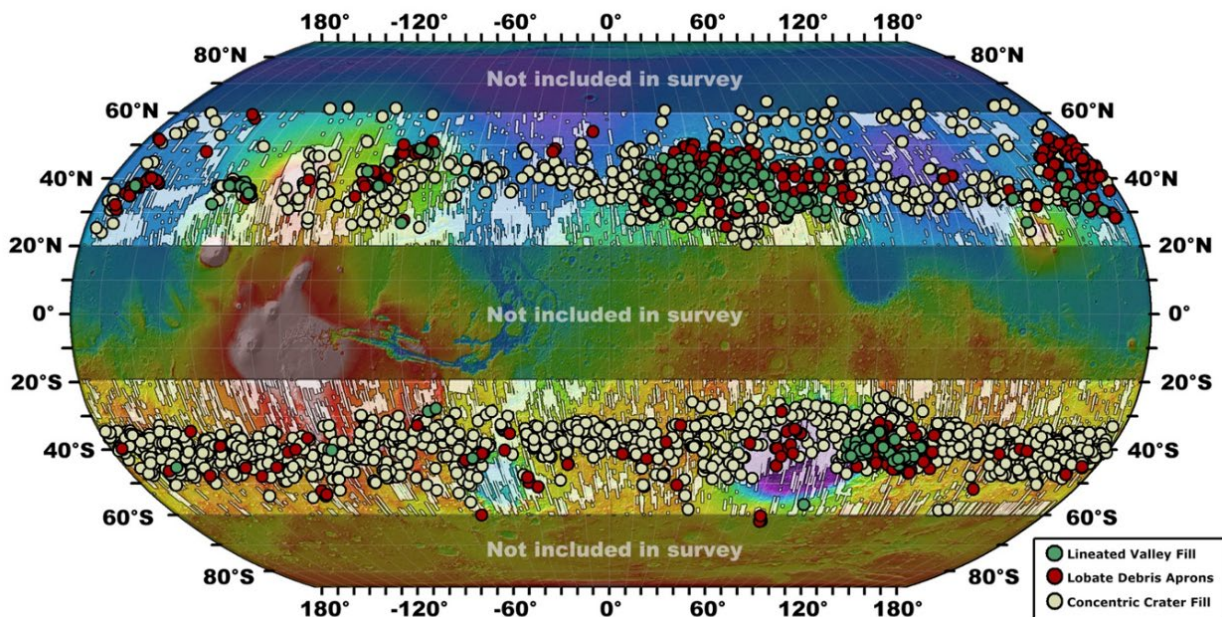 180° -120° -60° 0° 60° 120° 180°
80°N 80°N
Not included in survey
60°N 60°N
40°N 40°N
20°N 20°N
0° Not included in survey 0°
20°S 20°S
40°S 40°S
60°S 60°S
Not included in survey
80°S 80°S
180° -120° -60° 0° 60° 120° 180°
Lineated Valley Fill
Lobate Debris Aprons
Concentric Crater Fill